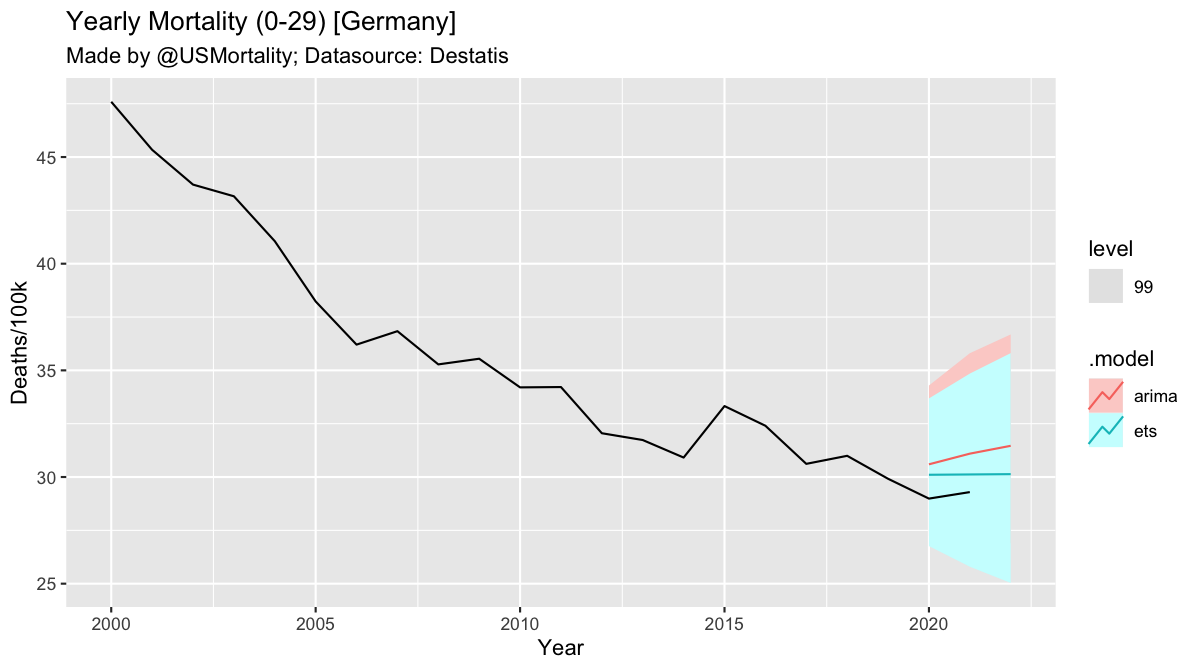 Yearly Mortality (0-29) [Germany]
Made by @USMortality; Datasource: Destatis
45
40
35
30
25
Deaths/100k
2000
2005
2010
2015
2020
Year
level
99
.model
arima
ets